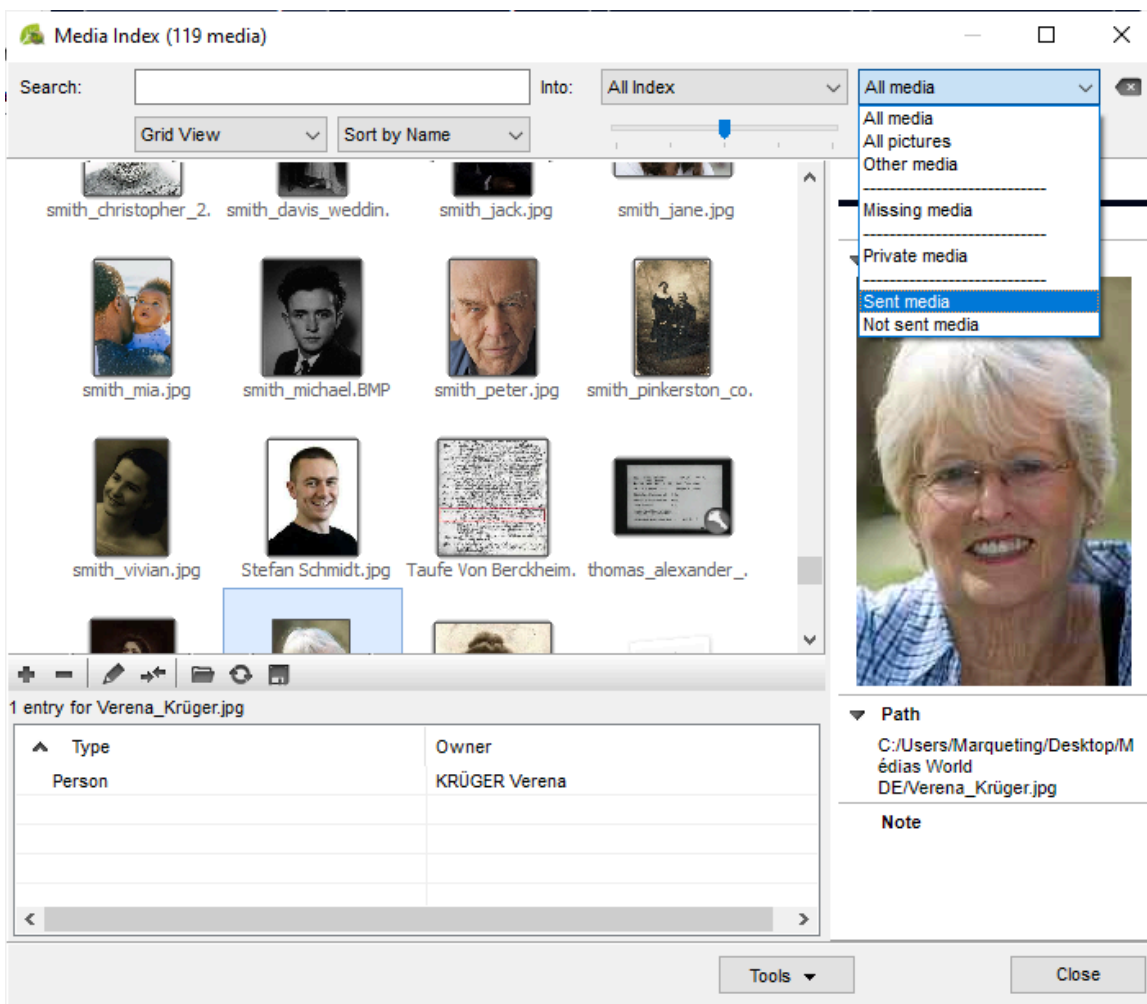 Media Index (119 media)
Search:
Into:
All Index
All media
Grid View
Sort by Name
All media
All pictures
Other media
----------------------------
Missing media
----------------------------
Private media
----------------------------
Sent media
Not sent media
smith_christopher_2.
smith_davis_weddin.
smith_jack.jpg
smith_jane.jpg
smith_mia.jpg
smith_michael.BMP
smith_peter.jpg
smith_pinkerston_co.
smith_vivian.jpg
Stefan Schmidt.jpg
Taufe Von Berckheim.
thomas_alexander_.
1 entry for Verena_Krüger.jpg
Type
Owner
Person
KRÜGER Verena
Path
C:/Users/Marqueting/Desktop/M
édias World
DE/Verena_Krüger.jpg
Note
Tools
Close